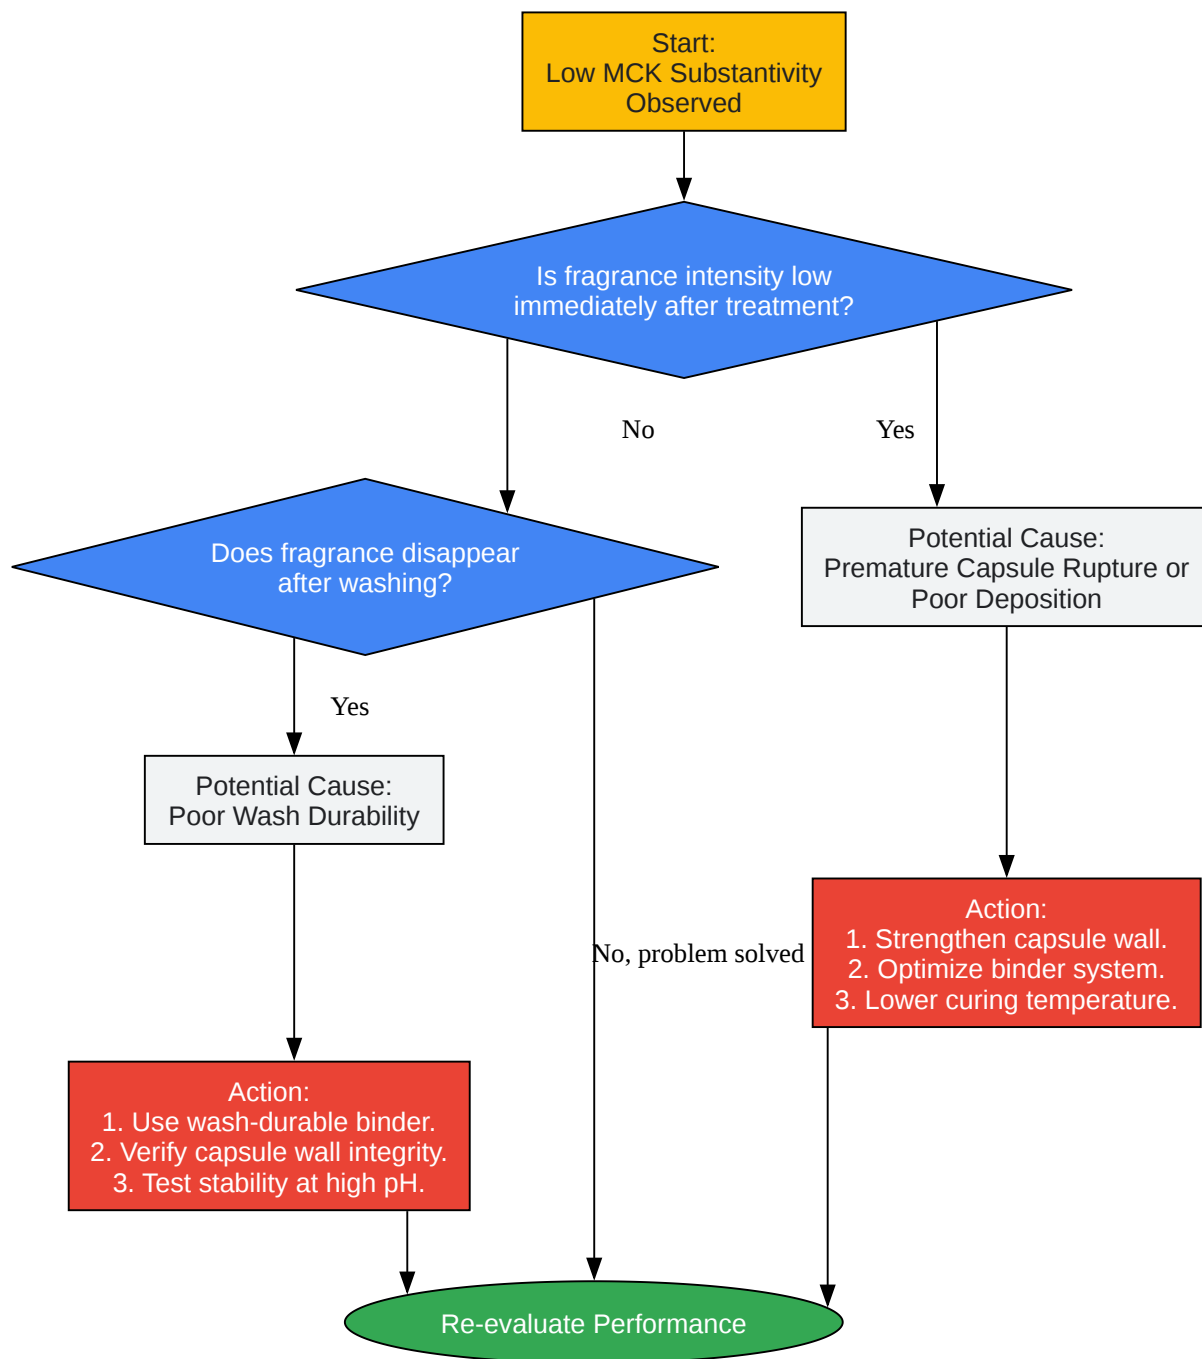 Start:
Low MCK Substantivity
Observed
Is fragrance intensity low
immediately after treatment?
No
Yes
Does fragrance disappear
after washing?
Potential Cause:
Premature Capsule Rupture or
Poor Deposition
Yes
Potential Cause:
Poor Wash Durability
No, problem solved
Action:
1. Strengthen capsule wall.
2. Optimize binder system.
3. Lower curing temperature.
Action:
1. Use wash-durable binder.
2. Verify capsule wall integrity.
3. Test stability at high pH.
Re-evaluate Performance